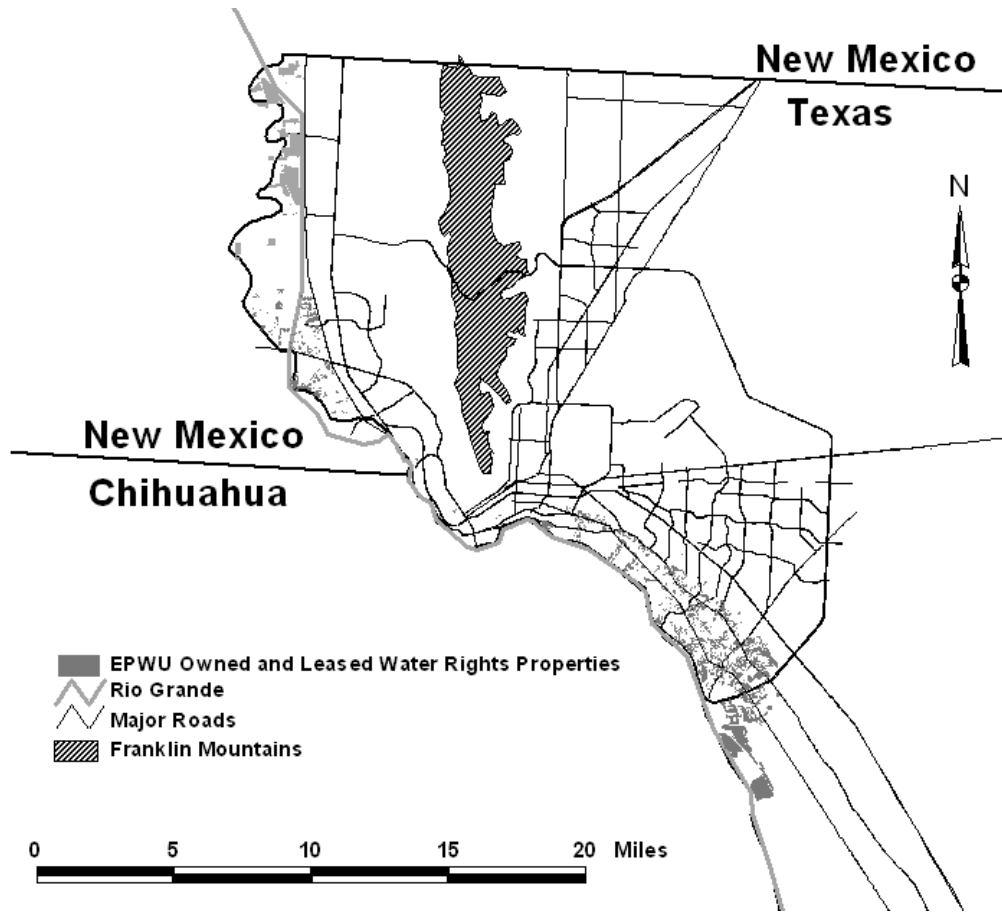 New Mexico
Texas
N
New Mexico
Chihuahua
EPWU Owned and Leased Water Rights Properties
Rio Grande
Major Roads
Franklin Mountains
0 5 10 15 20 Miles